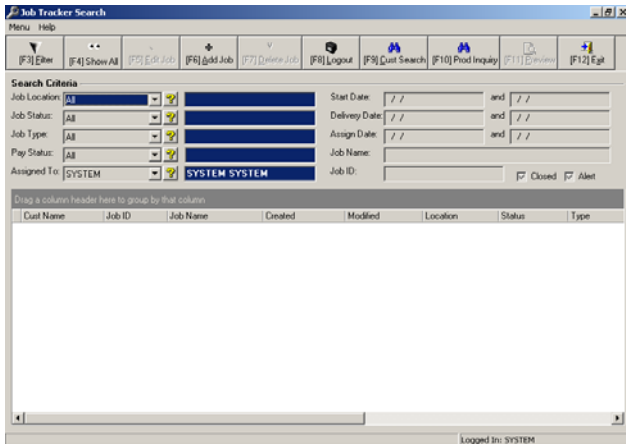 Job Tracker Search
Menu Help
[F3] Filter [F4] Show All [F5] Edit Job [F6] Add Job [F7] Delete Job [F8] Logout [F9] Cust Search [F10] Prod Inquiry [F11] Preview [F12] Exit
Search Criteria
Job Location: All Start Date: / / and / /
Job Status: All Delivery Date: / / and / /
Job Type: All Assign Date: / / and / /
Pay Status: All Job Name:
Assigned To: SYSTEM SYSTEM SYSTEM Job ID: Closed Alert
Drag a column header here to group by that column
Cust Name Job ID Job Name Created Modified Location Status Type
Logged In: SYSTEM